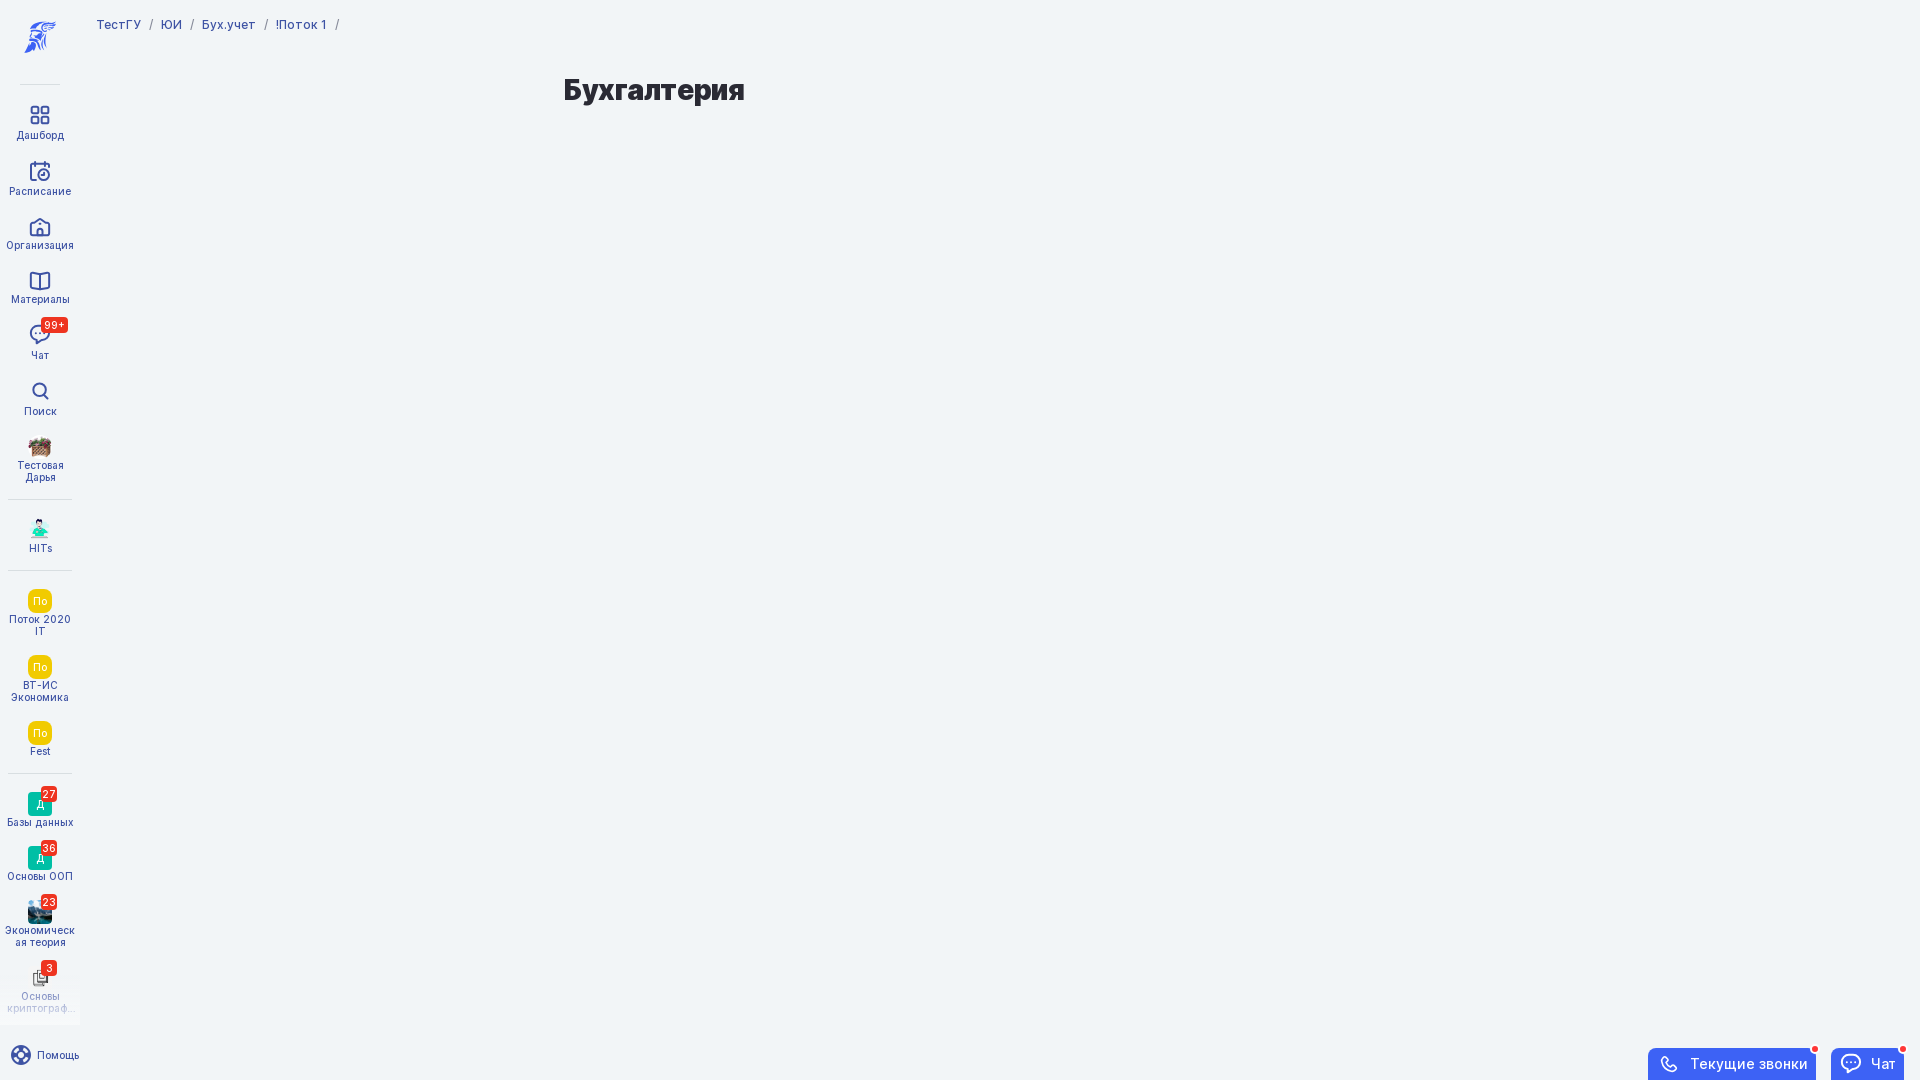 ТестГУ / ЮИ / Бух.учет / !Поток 1 /
Бухгалтерия
Дашборд
Расписание
Организация
Материалы
99+
Чат
Поиск
Тестовая
Дарья
HITs
По
Поток 2020
IT
По
ВТ-ИС
Экономика
По
Fest
27
Д
Базы данных
36
Д
Основы ООП
23
Экономическ
ая теория
3
Основы
криптограф...
Помощь
Текущие звонки
Чат